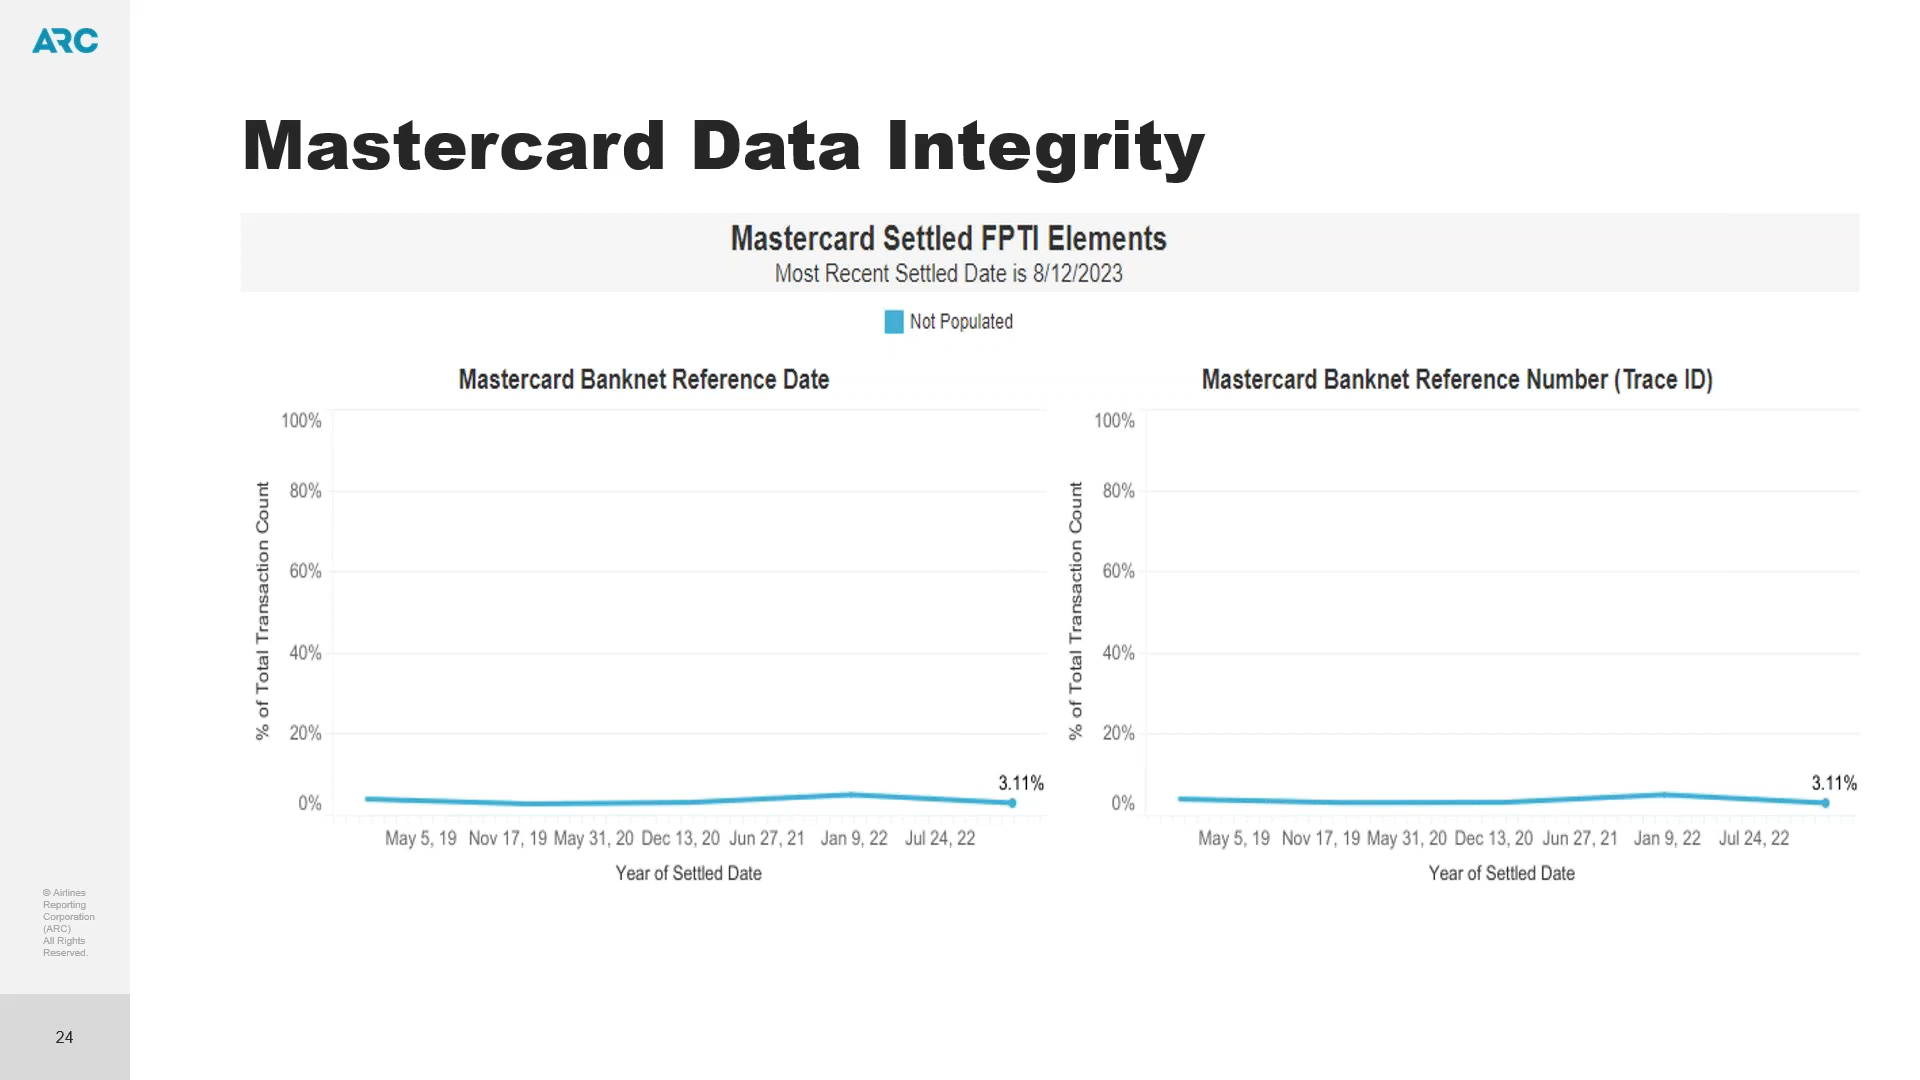 ARC
Mastercard Data Integrity
Mastercard Settled FPTI Elements
Most Recent Settled Date is 8/12/2023
Not Populated
Mastercard Banknet Reference Date
100%
80%
60%
40%
20%
0%
% of Total Transaction Count
3.11%
May 5, 19 Nov 17, 19 May 31, 20 Dec 13, 20 Jun 27, 21 Jan 9, 22 Jul 24, 22
Year of Settled Date
Mastercard Banknet Reference Number (Trace ID)
100%
80%
60%
40%
20%
0%
% of Total Transaction Count
3.11%
May 5, 19 Nov 17, 19 May 31, 20 Dec 13, 20 Jun 27, 21 Jan 9, 22 Jul 24, 22
Year of Settled Date
© Airlines
Reporting
Corporation
(ARC)
All Rights
Reserved.
24